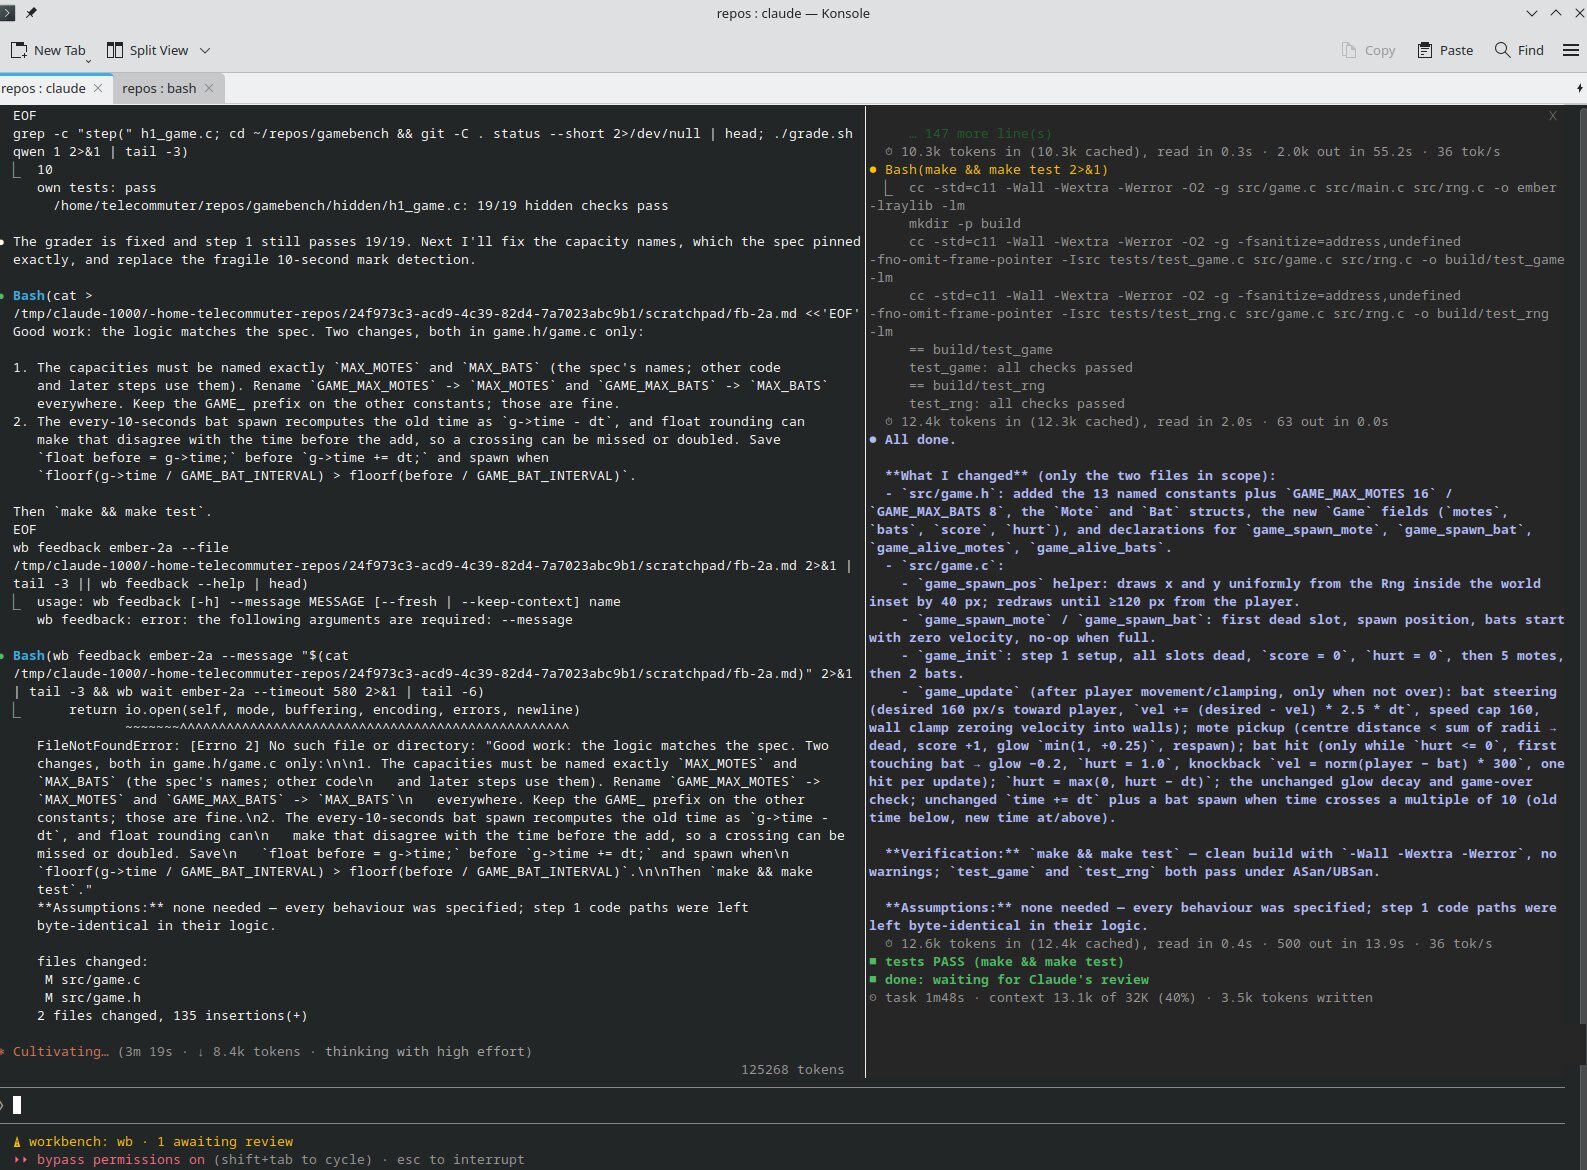 repos : claude — Konsole
New Tab
Split View
Copy
Paste
Find
repos : claude
repos : bash
EOF
grep -c "step(" h1_game.c; cd ~/repos/gamebench && git -C . status --short 2>/dev/null | head; ./grade.sh
qwen 1 2>&1 | tail -3)
10
own tests: pass
/home/telecommuter/repos/gamebench/hidden/h1_game.c: 19/19 hidden checks pass
● The grader is fixed and step 1 still passes 19/19. Next I'll fix the capacity names, which the spec pinned
exactly, and replace the fragile 10-second mark detection.
● Bash(cat >
/tmp/claude-1000/-home-telecommuter-repos/24f973c3-acd9-4c39-82d4-7a7023abc9b1/scratchpad/fb-2a.md <<'EOF'
Good work: the logic matches the spec. Two changes, both in game.h/game.c only:
1. The capacities must be named exactly `MAX_MOTES` and `MAX_BATS` (the spec's names; other code
and later steps use them). Rename `GAME_MAX_MOTES` -> `MAX_MOTES` and `GAME_MAX_BATS` -> `MAX_BATS`
everywhere. Keep the GAME_ prefix on the other constants; those are fine.
2. The every-10-seconds bat spawn recomputes the old time as `g->time - dt`, and float rounding can
make that disagree with the time before the add, so a crossing can be missed or doubled. Save
`float before = g->time;` before `g->time += dt;` and spawn when
`floorf(g->time / GAME_BAT_INTERVAL) > floorf(before / GAME_BAT_INTERVAL)`.
Then `make && make test`.
EOF
wb feedback ember-2a --file
/tmp/claude-1000/-home-telecommuter-repos/24f973c3-acd9-4c39-82d4-7a7023abc9b1/scratchpad/fb-2a.md 2>&1 |
tail -3 || wb feedback --help | head)
usage: wb feedback [-h] --message MESSAGE [--fresh | --keep-context] name
wb feedback: error: the following arguments are required: --message
● Bash(wb feedback ember-2a --message "$(cat
/tmp/claude-1000/-home-telecommuter-repos/24f973c3-acd9-4c39-82d4-7a7023abc9b1/scratchpad/fb-2a.md)" 2>&1
| tail -3 && wb wait ember-2a --timeout 580 2>&1 | tail -6)
return io.open(self, mode, buffering, encoding, errors, newline)
~~~~~~~^^^^^^^^^^^^^^^^^^^^^^^^^^^^^^^^^^^^^^^^^^^^^^^^^
FileNotFoundError: [Errno 2] No such file or directory: "Good work: the logic matches the spec. Two
changes, both in game.h/game.c only:\n\n1. The capacities must be named exactly `MAX_MOTES` and
`MAX_BATS` (the spec's names; other code\n   and later steps use them). Rename `GAME_MAX_MOTES` ->
`MAX_MOTES` and `GAME_MAX_BATS` -> `MAX_BATS`\n   everywhere. Keep the GAME_ prefix on the other
constants; those are fine.\n2. The every-10-seconds bat spawn recomputes the old time as `g->time -
dt`, and float rounding can\n   make that disagree with the time before the add, so a crossing can be
missed or doubled. Save\n   `float before = g->time;` before `g->time += dt;` and spawn when\n
`floorf(g->time / GAME_BAT_INTERVAL) > floorf(before / GAME_BAT_INTERVAL)`.\n\nThen `make && make
test`."
**Assumptions:** none needed — every behaviour was specified; step 1 code paths were left
byte-identical in their logic.
files changed:
M src/game.c
M src/game.h
2 files changed, 135 insertions(+)
* Cultivating… (3m 19s · ↓ 8.4k tokens · thinking with high effort)
125268 tokens
X
… 147 more line(s)
⏱ 10.3k tokens in (10.3k cached), read in 0.3s · 2.0k out in 55.2s · 36 tok/s
● Bash(make && make test 2>&1)
cc -std=c11 -Wall -Wextra -Werror -O2 -g src/game.c src/main.c src/rng.c -o ember
-lraylib -lm
mkdir -p build
cc -std=c11 -Wall -Wextra -Werror -O2 -g -fsanitize=address,undefined
-fno-omit-frame-pointer -Isrc tests/test_game.c src/game.c src/rng.c -o build/test_game
-lm
cc -std=c11 -Wall -Wextra -Werror -O2 -g -fsanitize=address,undefined
-fno-omit-frame-pointer -Isrc tests/test_rng.c src/game.c src/rng.c -o build/test_rng
-lm
== build/test_game
test_game: all checks passed
== build/test_rng
test_rng: all checks passed
⏱ 12.4k tokens in (12.3k cached), read in 2.0s · 63 out in 0.0s
● All done.
**What I changed** (only the two files in scope):
- `src/game.h`: added the 13 named constants plus `GAME_MAX_MOTES 16` /
`GAME_MAX_BATS 8`, the `Mote` and `Bat` structs, the new `Game` fields (`motes`,
`bats`, `score`, `hurt`), and declarations for `game_spawn_mote`, `game_spawn_bat`,
`game_alive_motes`, `game_alive_bats`.
- `src/game.c`:
- `game_spawn_pos` helper: draws x and y uniformly from the Rng inside the world
inset by 40 px; redraws until ≥120 px from the player.
- `game_spawn_mote` / `game_spawn_bat`: first dead slot, spawn position, bats start
with zero velocity, no-op when full.
- `game_init`: step 1 setup, all slots dead, `score = 0`, `hurt = 0`, then 5 motes,
then 2 bats.
- `game_update` (after player movement/clamping, only when not over): bat steering
(desired 160 px/s toward player, `vel += (desired - vel) * 2.5 * dt`, speed cap 160,
wall clamp zeroing velocity into walls); mote pickup (centre distance < sum of radii →
dead, score +1, glow `min(1, +0.25)`, respawn); bat hit (only while `hurt <= 0`, first
touching bat → glow −0.2, `hurt = 1.0`, knockback `vel = norm(player − bat) * 300`, one
hit per update); `hurt = max(0, hurt - dt)`; the unchanged glow decay and game-over
check; unchanged `time += dt` plus a bat spawn when time crosses a multiple of 10 (old
time below, new time at/above).
**Verification:** `make && make test` — clean build with `-Wall -Wextra -Werror`, no
warnings; `test_game` and `test_rng` both pass under ASan/UBSan.
**Assumptions:** none needed — every behaviour was specified; step 1 code paths were
left byte-identical in their logic.
⏱ 12.6k tokens in (12.4k cached), read in 0.4s · 500 out in 13.9s · 36 tok/s
■ tests PASS (make && make test)
■ done: waiting for Claude's review
⊙ task 1m48s · context 13.1k of 32K (40%) · 3.5k tokens written
workbench: wb · 1 awaiting review
bypass permissions on (shift+tab to cycle) · esc to interrupt